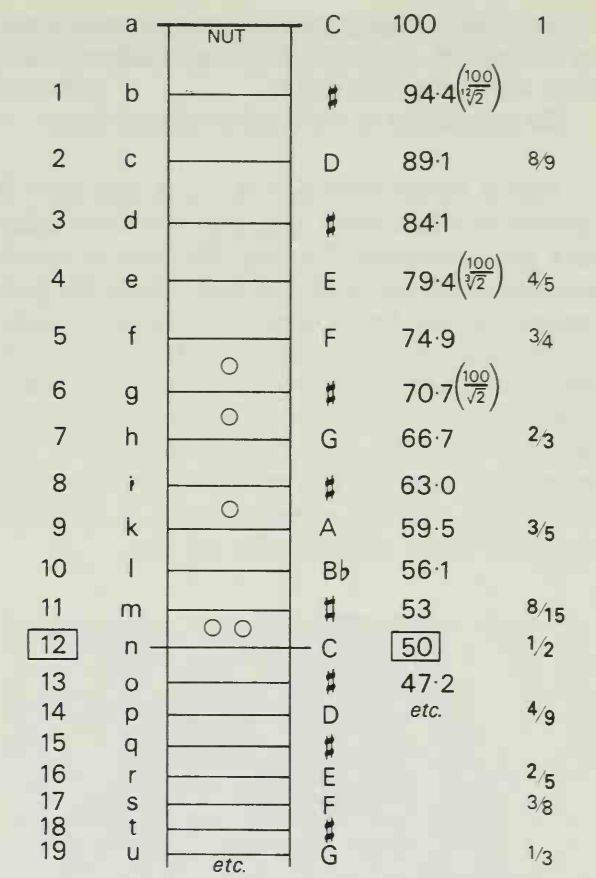 a NUT C 100 1
1 b ♯ 94·4(100/¹²√2)
2 c D 89·1 8/9
3 d ♯ 84·1
4 e E 79·4(100/³√2) 4/5
5 f F 74·9 3/4
6 g ♯ 70·7(100/√2)
7 h G 66·7 2/3
8 i ♯ 63·0
9 k A 59·5 3/5
10 l B♭ 56·1
11 m ♯ 53 8/15
12 n C 50 1/2
13 o ♯ 47·2
14 p D etc. 4/9
15 q ♯
16 r E 2/5
17 s F 3/8
18 t ♯
19 u G 1/3
etc.